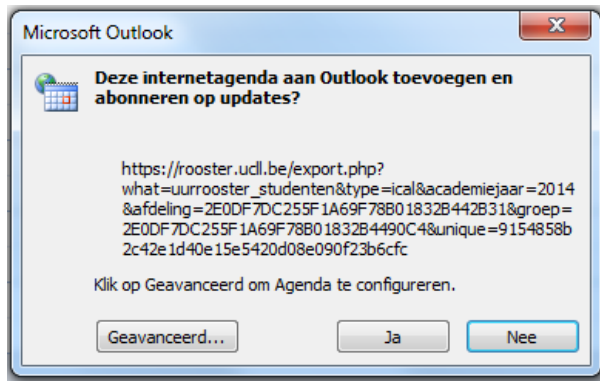 Microsoft Outlook
Deze internetagenda aan Outlook toevoegen en
abonneren op updates?
https://rooster.ucll.be/export.php?
what=uurrooster_studenten&type=ical&academiejaar=2014
&afdeling=2E0DF7DC255F1A69F78B01832B442B31&groep=
2E0DF7DC255F1A69F78B01832B4490C4&unique=9154858b
2c42e1d40e15e5420d08e090f23b6cfc
Klik op Geavanceerd om Agenda te configureren.
Geavanceerd...
Ja
Nee